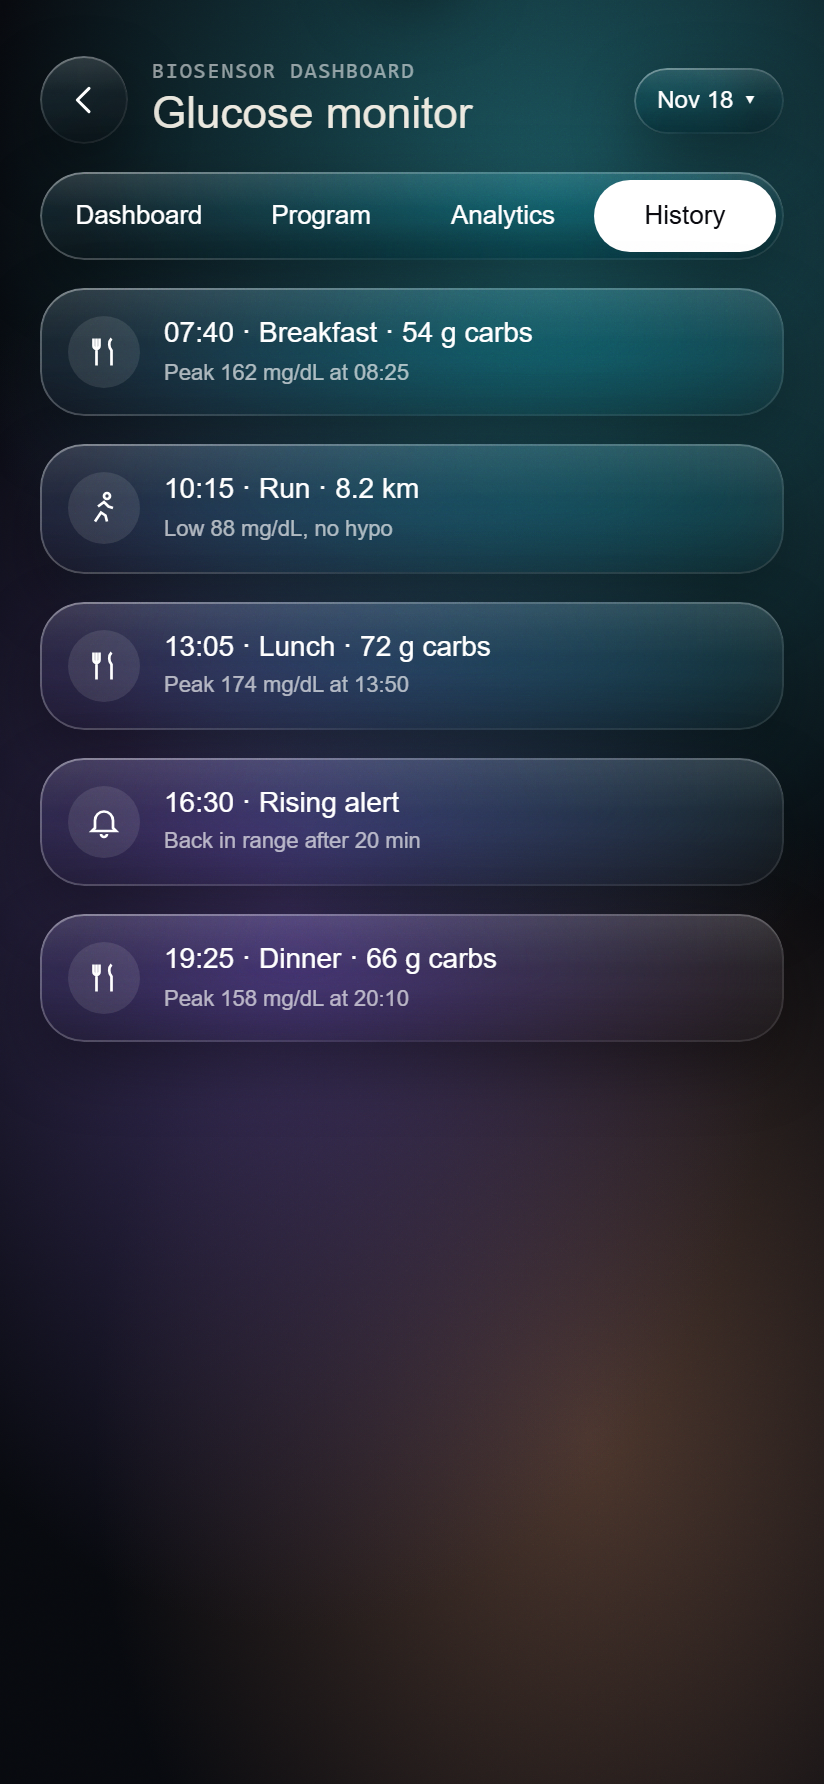 BIOSENSOR DASHBOARD
Glucose monitor
Nov 18 ▼
Dashboard Program Analytics History
07:40 · Breakfast · 54 g carbs
Peak 162 mg/dL at 08:25
10:15 · Run · 8.2 km
Low 88 mg/dL, no hypo
13:05 · Lunch · 72 g carbs
Peak 174 mg/dL at 13:50
16:30 · Rising alert
Back in range after 20 min
19:25 · Dinner · 66 g carbs
Peak 158 mg/dL at 20:10